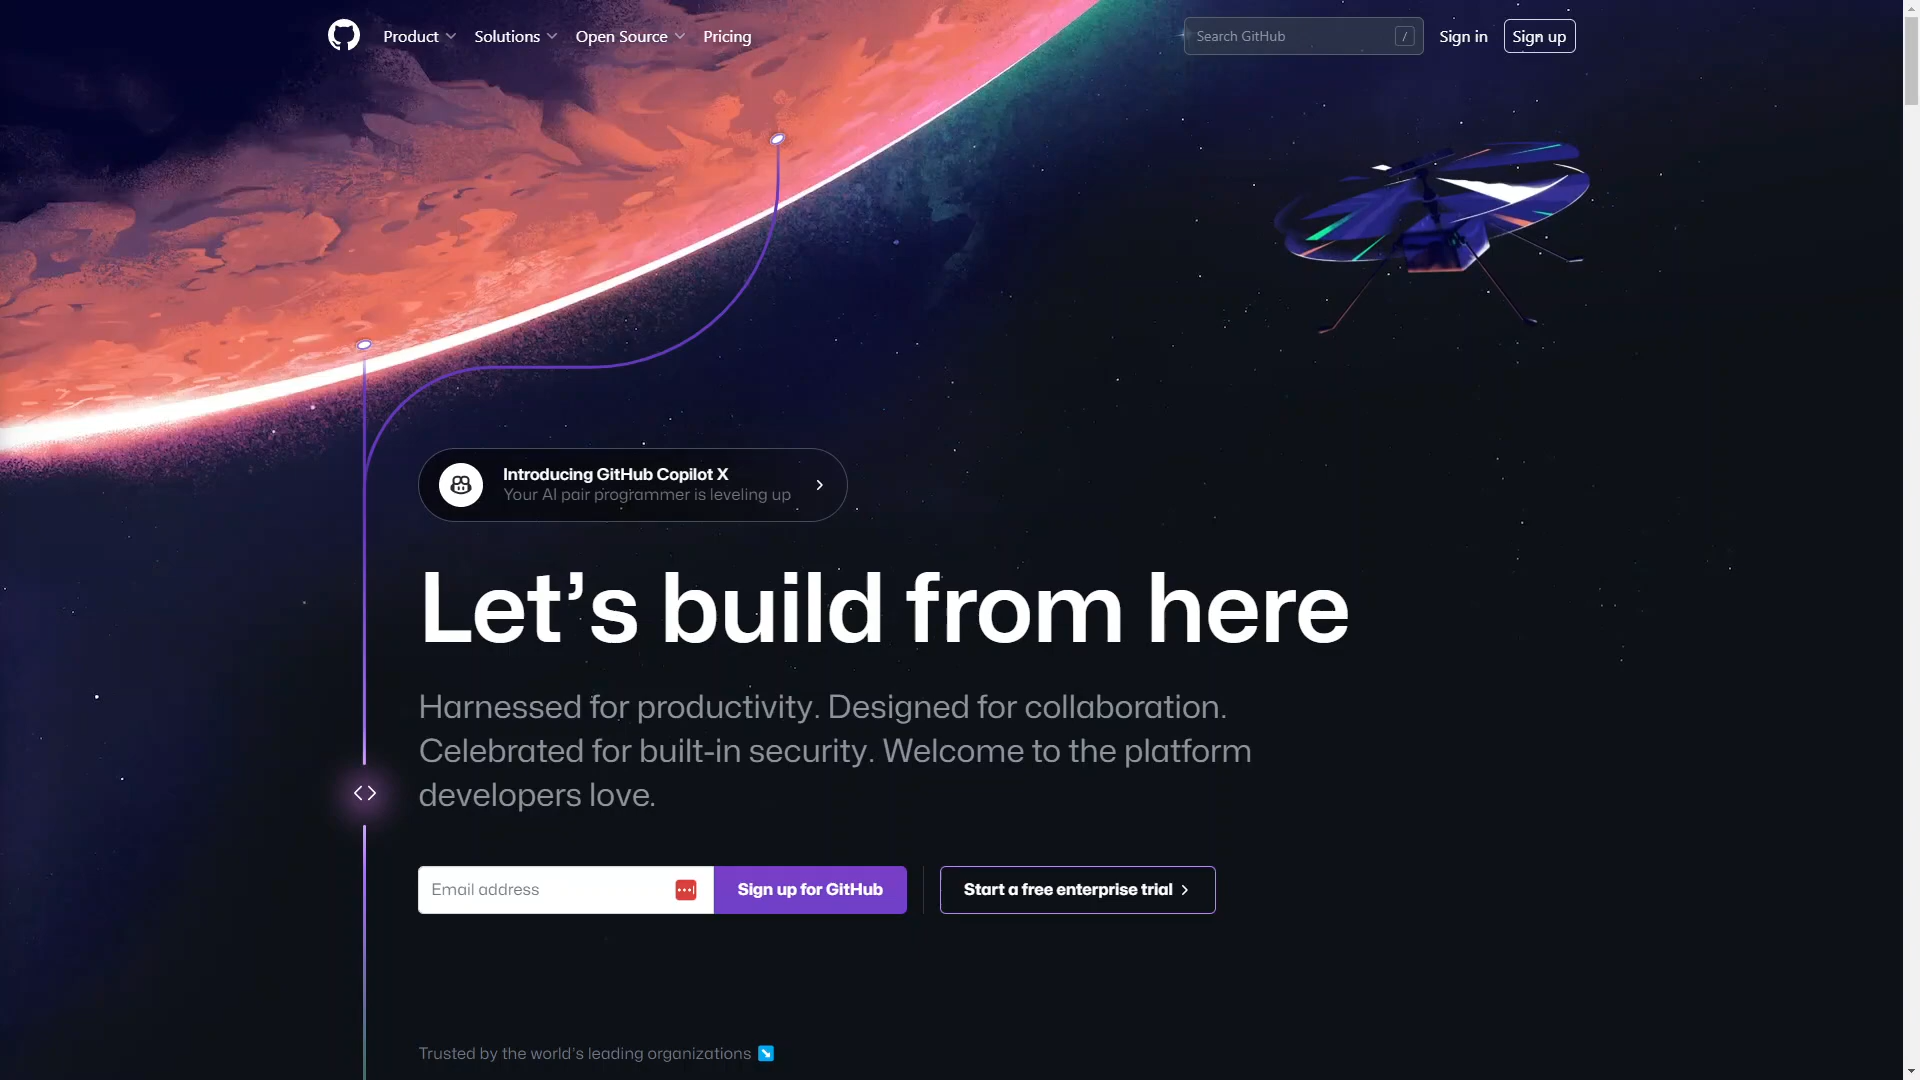 Product
Solutions
Open Source
Pricing
Search GitHub
/
Sign in
Sign up
Introducing GitHub Copilot X
Your AI pair programmer is leveling up
Let’s build from here
Harnessed for productivity. Designed for collaboration.
Celebrated for built-in security. Welcome to the platform
developers love.
Email address
Sign up for GitHub
Start a free enterprise trial
Trusted by the world’s leading organizations ↘